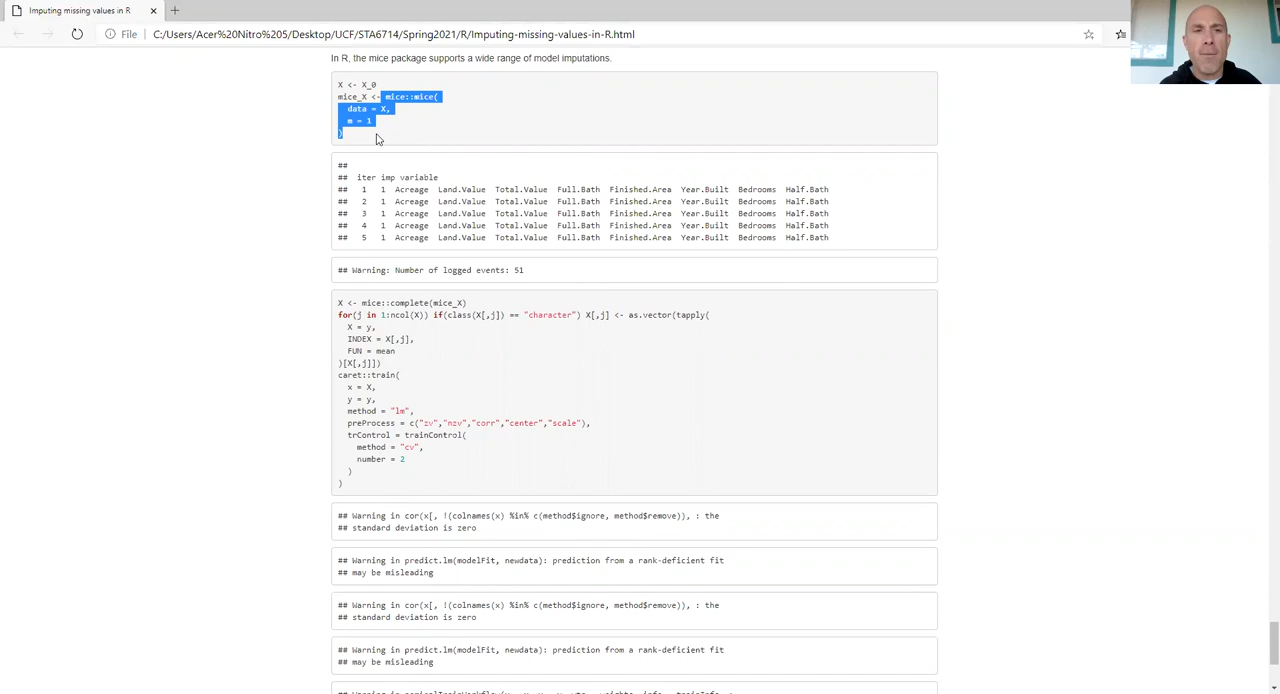 Imputing missing values in R
File
C:/Users/Acer%20Nitro%205/Desktop/UCF/STA6714/Spring2021/R/Imputing-missing-values-in-R.html
In R, the mice package supports a wide range of model imputations.
X <- X_0
mice_X <- mice::mice(
  data = X,
  m = 1
)
##
##  iter imp variable
##   1   1  Acreage  Land.Value  Total.Value  Full.Bath  Finished.Area  Year.Built  Bedrooms  Half.Bath
##   2   1  Acreage  Land.Value  Total.Value  Full.Bath  Finished.Area  Year.Built  Bedrooms  Half.Bath
##   3   1  Acreage  Land.Value  Total.Value  Full.Bath  Finished.Area  Year.Built  Bedrooms  Half.Bath
##   4   1  Acreage  Land.Value  Total.Value  Full.Bath  Finished.Area  Year.Built  Bedrooms  Half.Bath
##   5   1  Acreage  Land.Value  Total.Value  Full.Bath  Finished.Area  Year.Built  Bedrooms  Half.Bath
## Warning: Number of logged events: 51
X <- mice::complete(mice_X)
for(j in 1:ncol(X)) if(class(X[,j]) == "character") X[,j] <- as.vector(tapply(
  X = y,
  INDEX = X[,j],
  FUN = mean
)[X[,j]])
caret::train(
  x = X,
  y = y,
  method = "lm",
  preProcess = c("zv","nzv","corr","center","scale"),
  trControl = trainControl(
    method = "cv",
    number = 2
  )
)
## Warning in cor(x[, !(colnames(x) %in% c(method$ignore, method$remove)), : the
## standard deviation is zero
## Warning in predict.lm(modelFit, newdata): prediction from a rank-deficient fit
## may be misleading
## Warning in cor(x[, !(colnames(x) %in% c(method$ignore, method$remove)), : the
## standard deviation is zero
## Warning in predict.lm(modelFit, newdata): prediction from a rank-deficient fit
## may be misleading